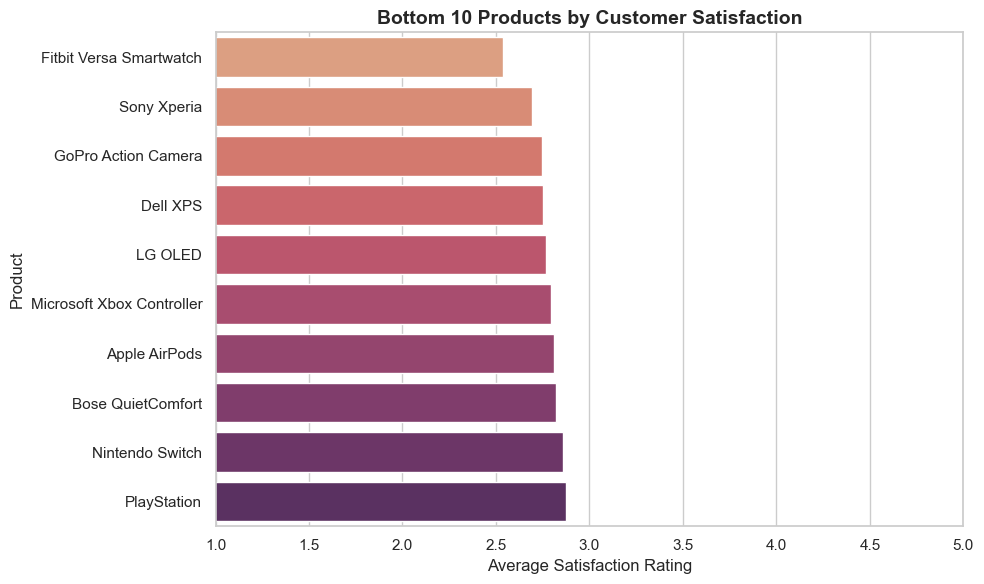 Bottom 10 Products by Customer Satisfaction
Product
Fitbit Versa Smartwatch
Sony Xperia
GoPro Action Camera
Dell XPS
LG OLED
Microsoft Xbox Controller
Apple AirPods
Bose QuietComfort
Nintendo Switch
PlayStation
1.0 1.5 2.0 2.5 3.0 3.5 4.0 4.5 5.0
Average Satisfaction Rating